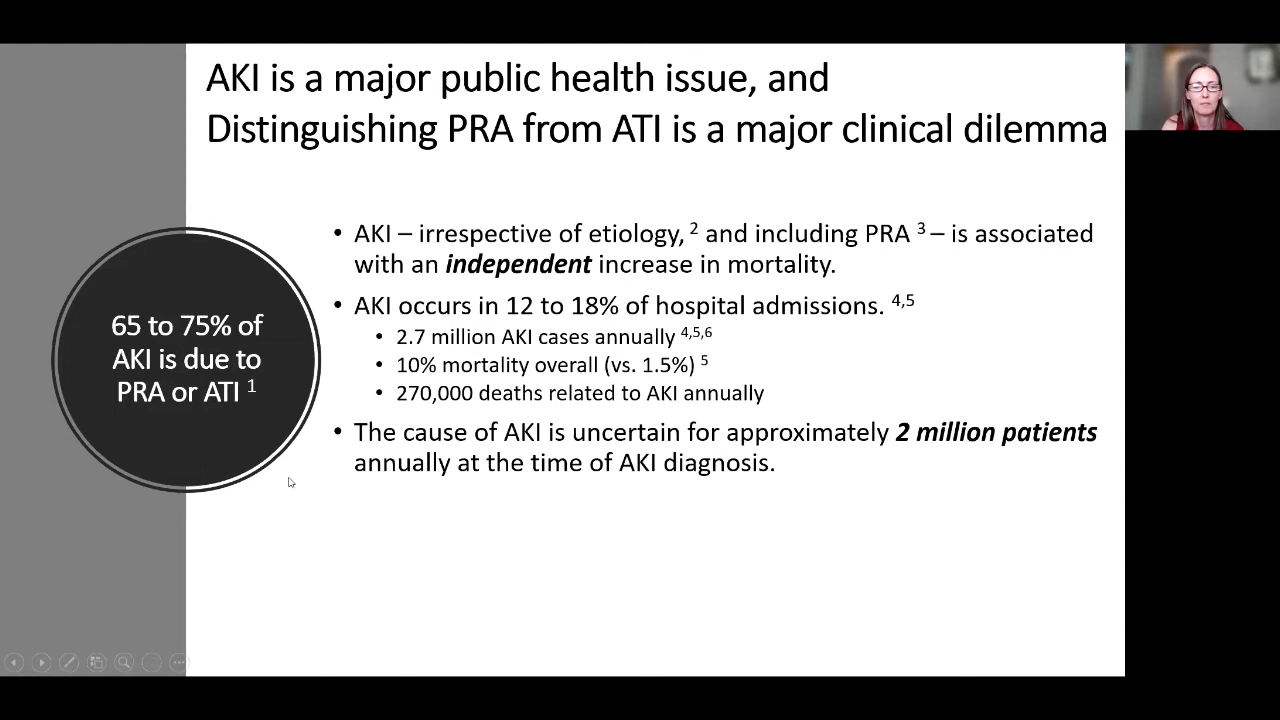 AKI is a major public health issue, and
Distinguishing PRA from ATI is a major clinical dilemma
65 to 75% of
AKI is due to
PRA or ATI 1
• AKI – irrespective of etiology, 2 and including PRA 3 – is associated
with an independent increase in mortality.
• AKI occurs in 12 to 18% of hospital admissions. 4,5
• 2.7 million AKI cases annually 4,5,6
• 10% mortality overall (vs. 1.5%) 5
• 270,000 deaths related to AKI annually
• The cause of AKI is uncertain for approximately 2 million patients
annually at the time of AKI diagnosis.